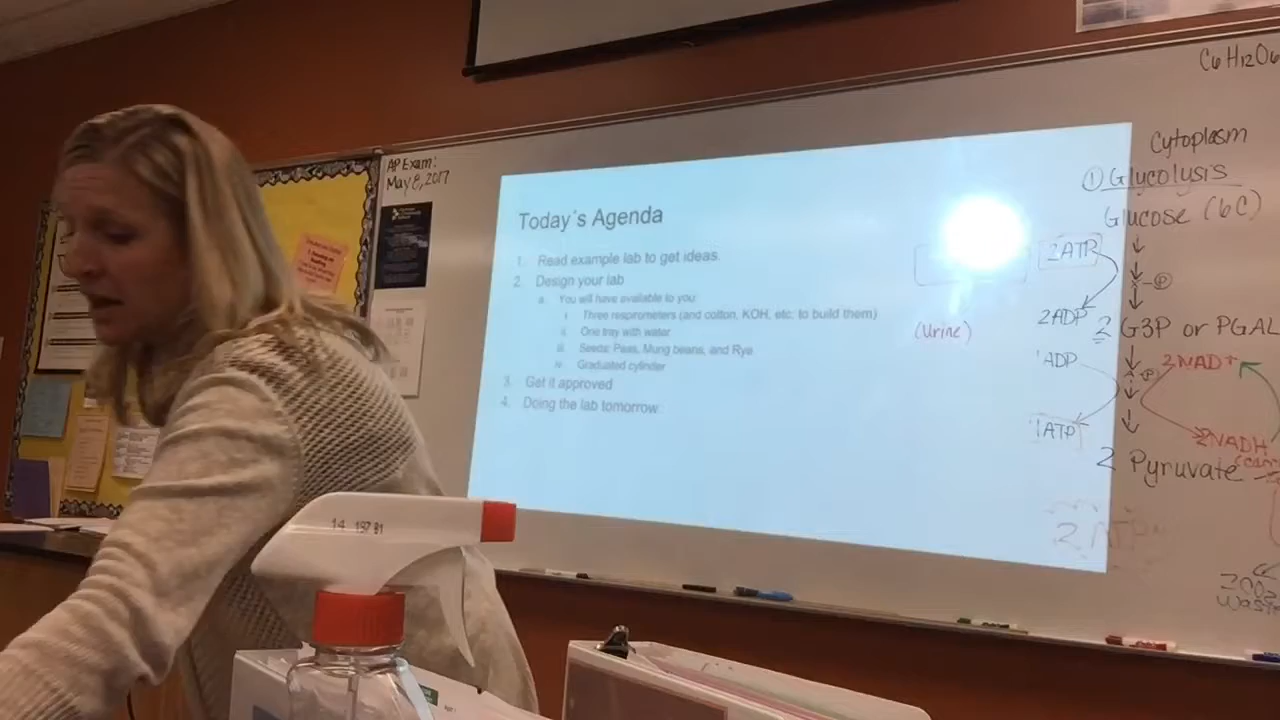 C6H12O6
AP Exam:
May 8, 2017
Cytoplasm
① Glycolysis
Glucose (6C)
Today's Agenda
1. Read example lab to get ideas.
2. Design your lab
a. You will have available to you:
i. Three respirometers (and cotton, KOH, etc. to build them)
ii. One tray with water
iii. Seeds: Peas, Mung beans, and Rye
iv. Graduated cylinder
3. Get it approved
4. Doing the lab tomorrow.
2ATP
P
2ADP
2 G3P or PGAL
(urine)
ADP
P
2NAD+
1ATP
2NADH
2 Pyruvate
2 ATP
14 197 81